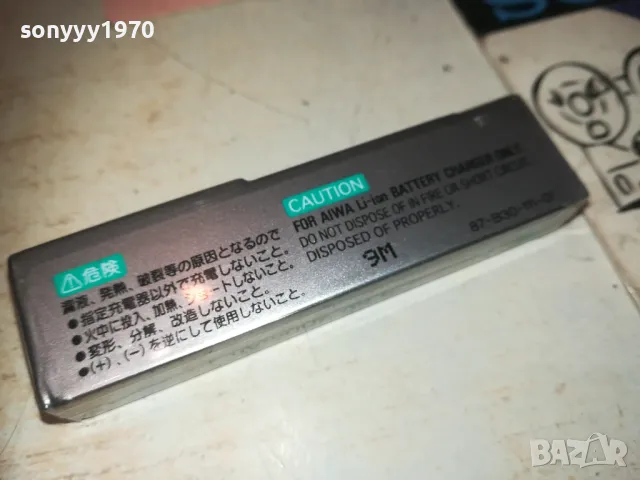 sonyyy1970
⚠危険
漏液、発熱、破裂等の原因となるので
●指定充電器以外で充電しないこと。
●火中に投入、加熱、ショートしないこと。
●変形、分解、改造しないこと。
●(+)、(−)を逆にして使用しないこと。
CAUTION
FOR AIWA Li-ion BATTERY CHARGER ONLY.
DO NOT DISPOSE OF IN FIRE OR SHORT CIRCUIT.
DISPOSED OF PROPERLY.
9M
BAZAR